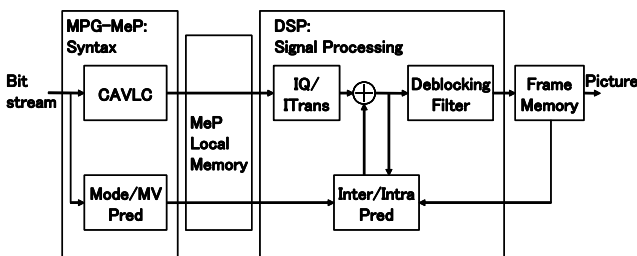 MPG-MeP:
Syntax
DSP:
Signal Processing
Bit
stream
CAVLC
MeP
Local
Memory
IQ/
ITrans
Deblocking
Filter
Frame
Memory
Picture
Mode/MV
Pred
Inter/Intra
Pred